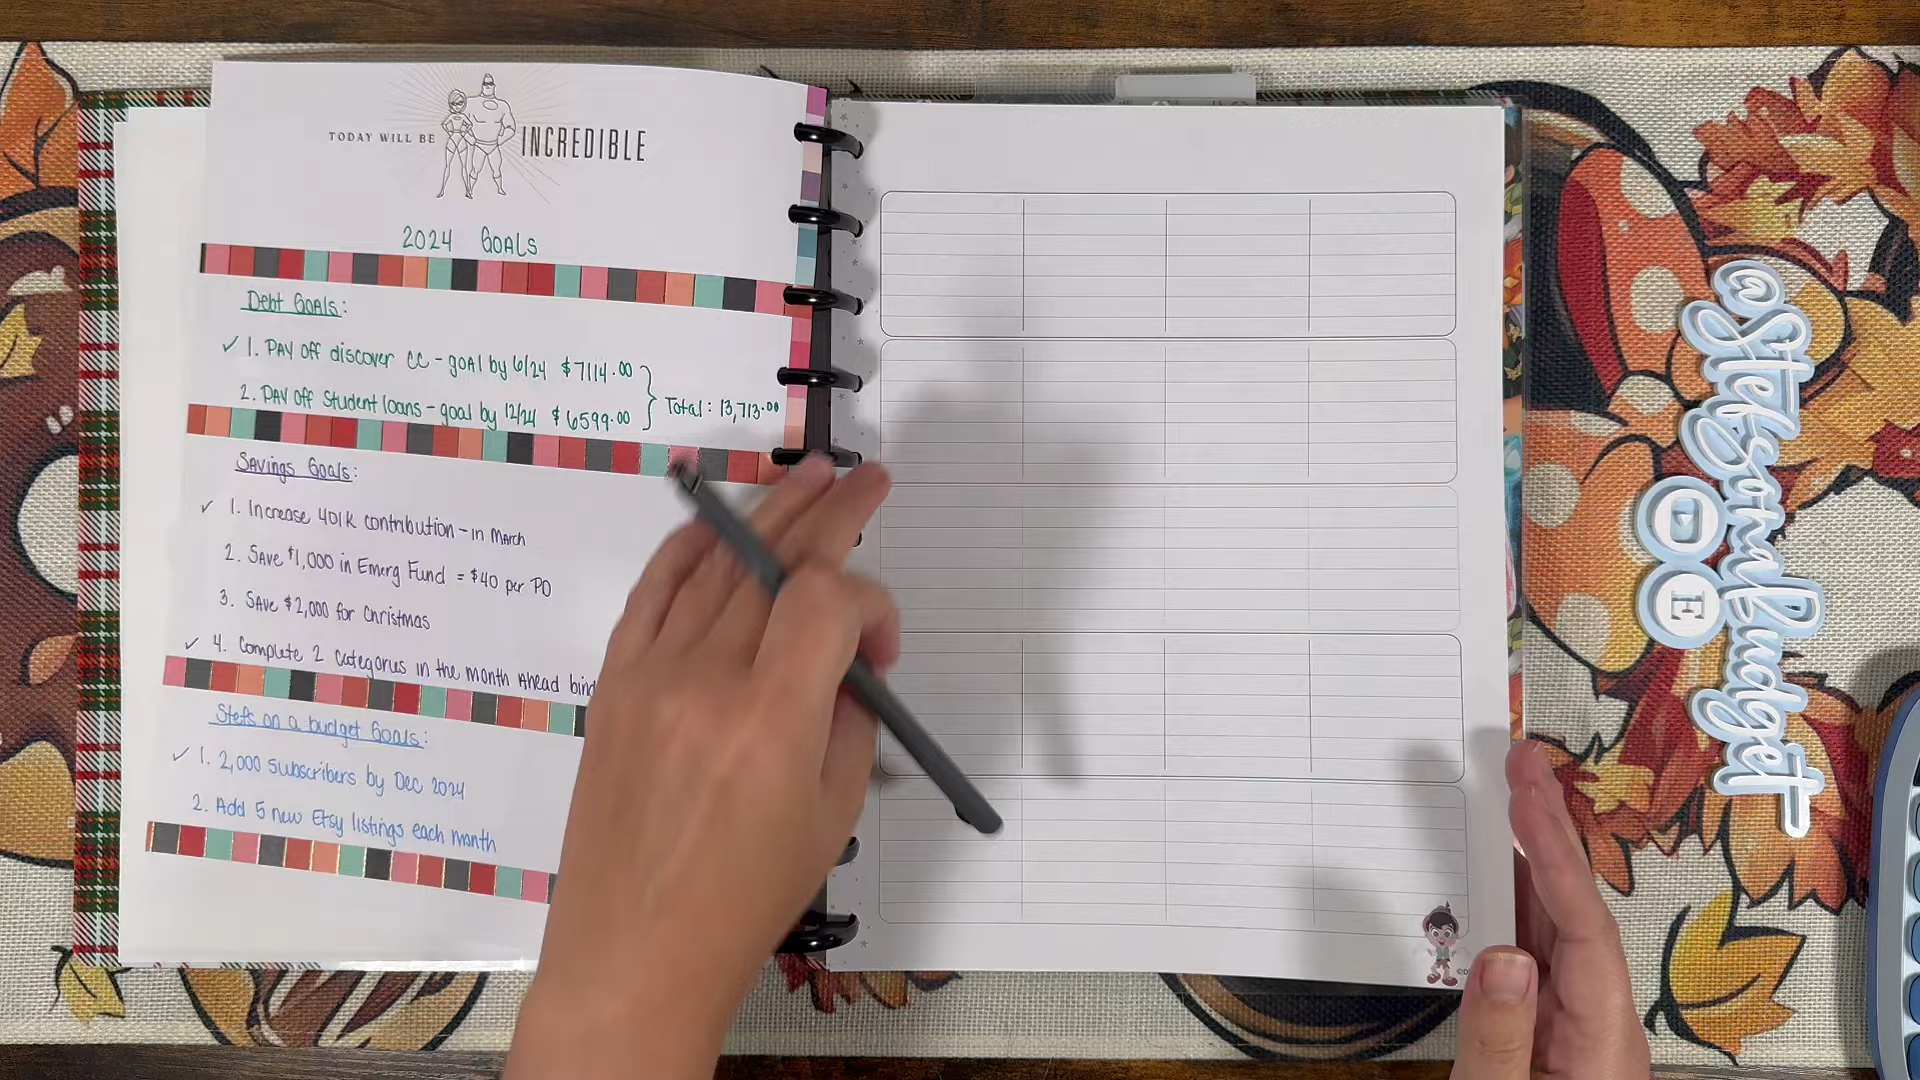 TODAY WILL BE INCREDIBLE
2024 GOALS
Debt Goals:
✓ 1. PAY off discover CC - goal by 6/24 $7114.00
2. PAY off Student loans - goal by 12/24 $6599.00
Total: 13,713.00
Savings Goals:
✓ 1. Increase 401K contribution - in March
2. Save $1,000 in Emerg Fund = $40 per PD
3. Save $2,000 for Christmas
✓ 4. Complete 2 categories in the month Ahead
Stefs on a budget Goals:
✓ 1. 2,000 Subscribers by Dec 2024
2. Add 5 new Etsy listings each month
@Stefsonabudget
E